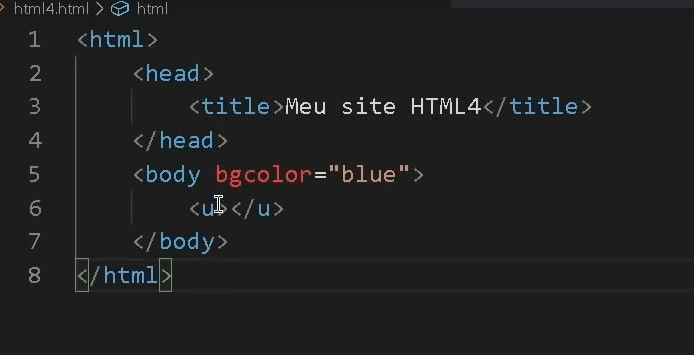 html4.html > html
1 <html>
2 <head>
3 <title>Meu site HTML4</title>
4 </head>
5 <body bgcolor="blue">
6 <u></u>
7 </body>
8 </html>